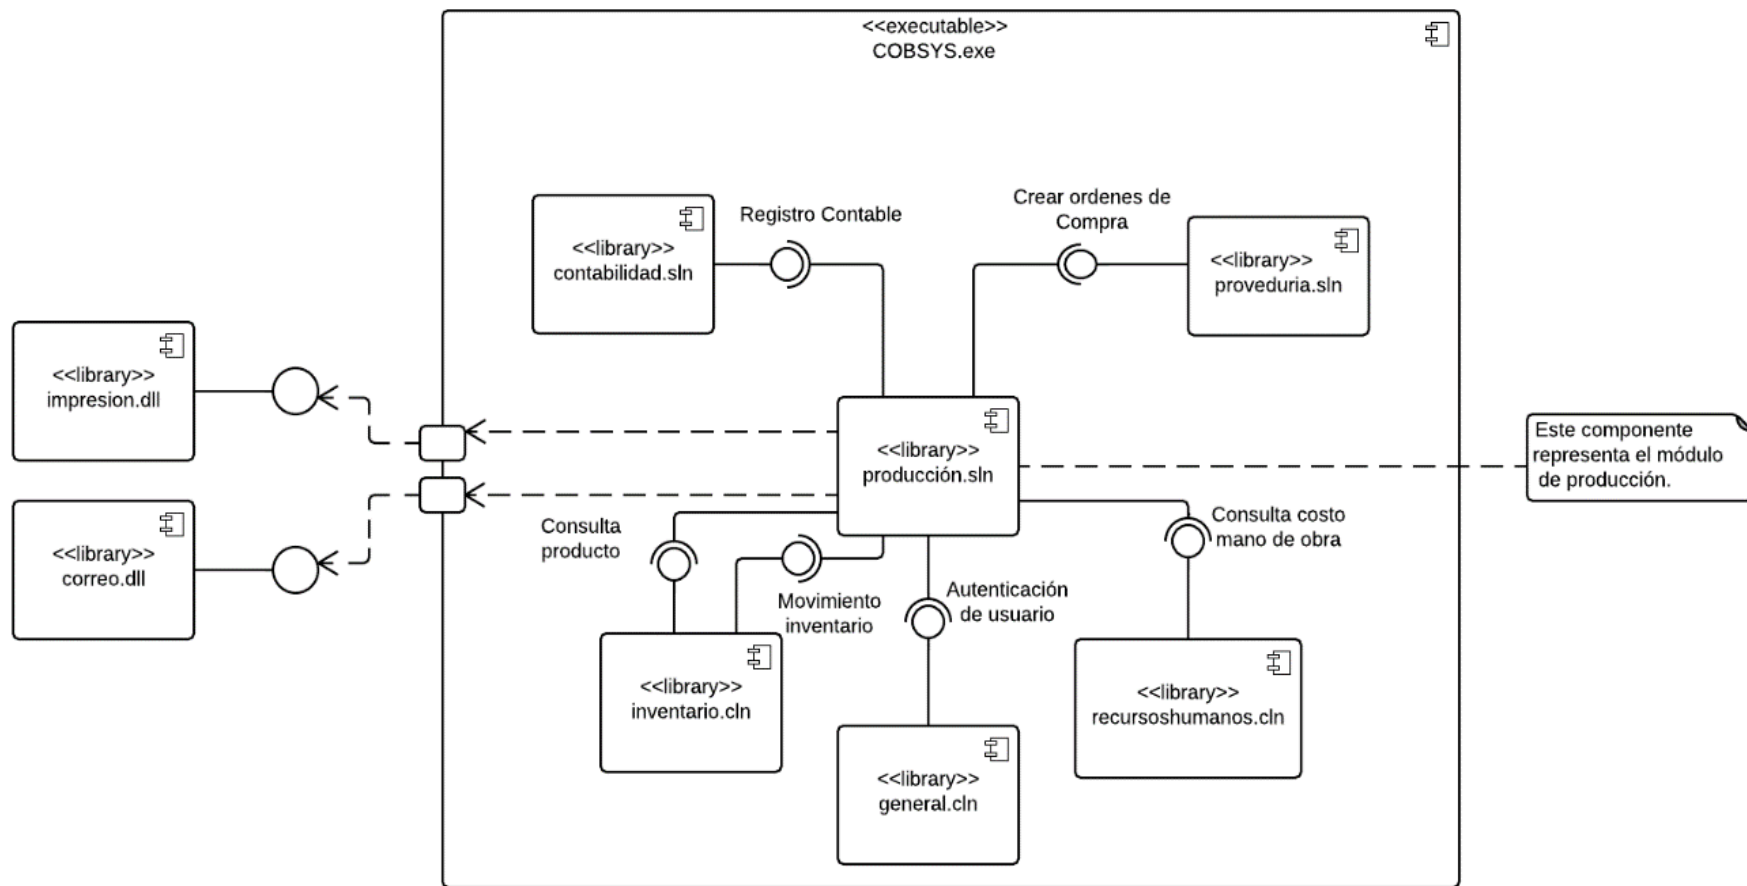 <<executable>>
COBSYS.exe
<<library>>
contabilidad.sln
Registro Contable
Crear ordenes de
Compra
<<library>>
proveduria.sln
<<library>>
impresion.dll
<<library>>
correo.dll
<<library>>
producción.sln
Este componente
representa el módulo
de producción.
Consulta
producto
Movimiento
inventario
Autenticación
de usuario
Consulta costo
mano de obra
<<library>>
inventario.cln
<<library>>
general.cln
<<library>>
recursoshumanos.cln